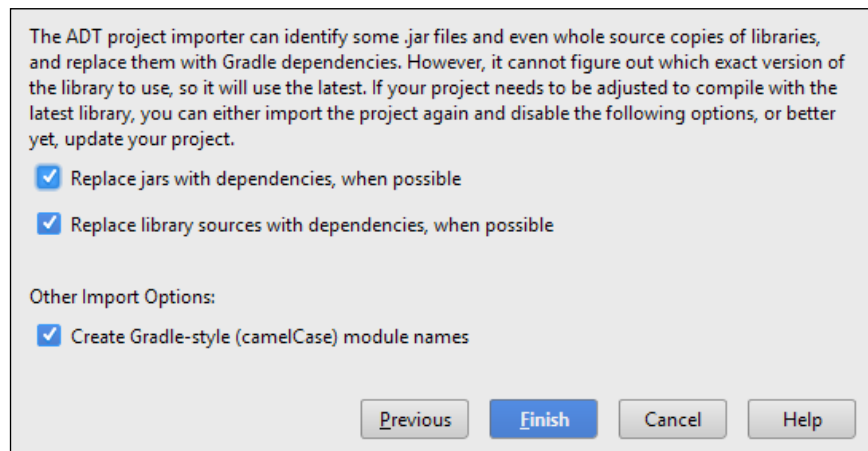 The ADT project importer can identify some .jar files and even whole source copies of libraries,
and replace them with Gradle dependencies. However, it cannot figure out which exact version of
the library to use, so it will use the latest. If your project needs to be adjusted to compile with the
latest library, you can either import the project again and disable the following options, or better
yet, update your project.
Replace jars with dependencies, when possible
Replace library sources with dependencies, when possible
Other Import Options:
Create Gradle-style (camelCase) module names
Previous Finish Cancel Help